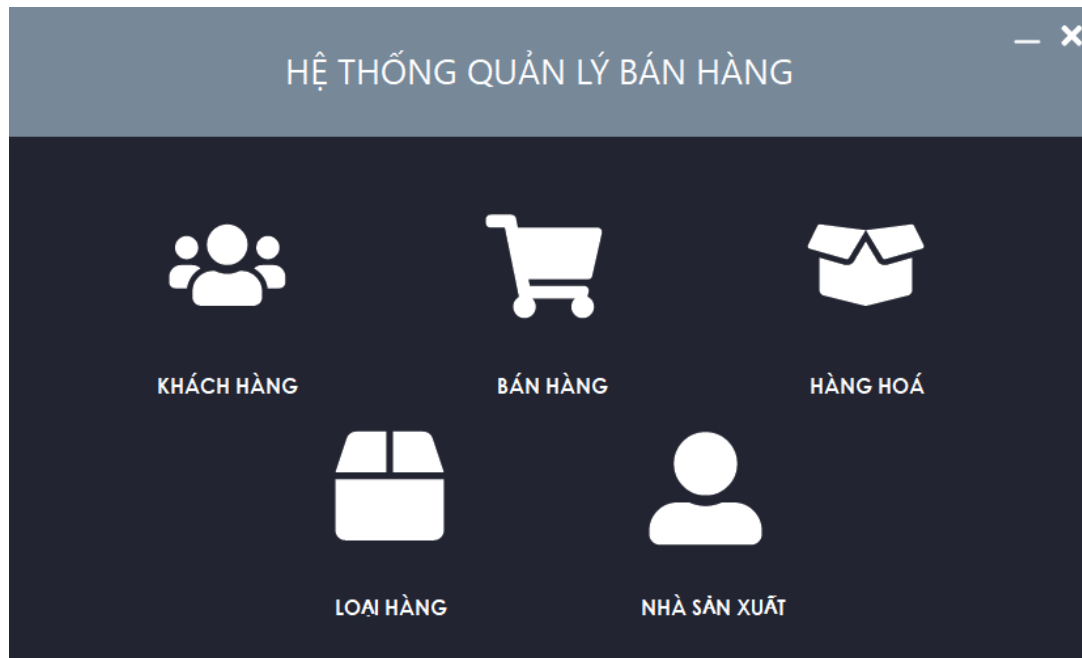 HỆ THỐNG QUẢN LÝ BÁN HÀNG
KHÁCH HÀNG
BÁN HÀNG
HÀNG HOÁ
LOẠI HÀNG
NHÀ SẢN XUẤT